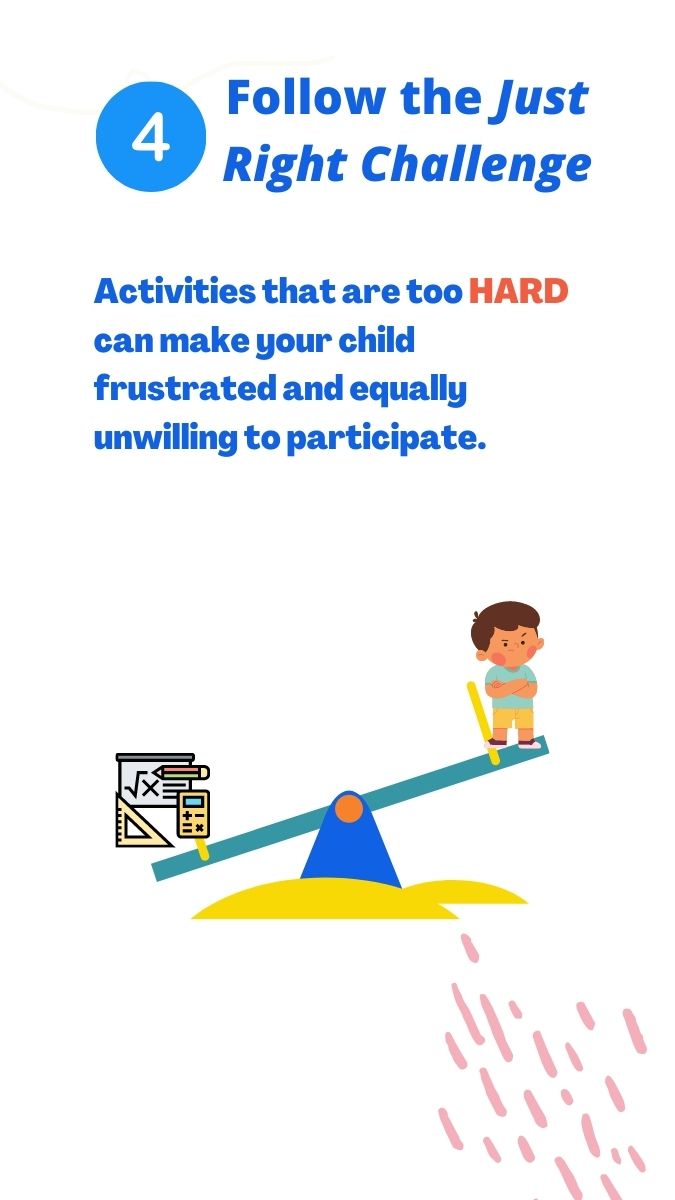 4
Follow the Just
Right Challenge
Activities that are too HARD
can make your child
frustrated and equally
unwilling to participate.
√x